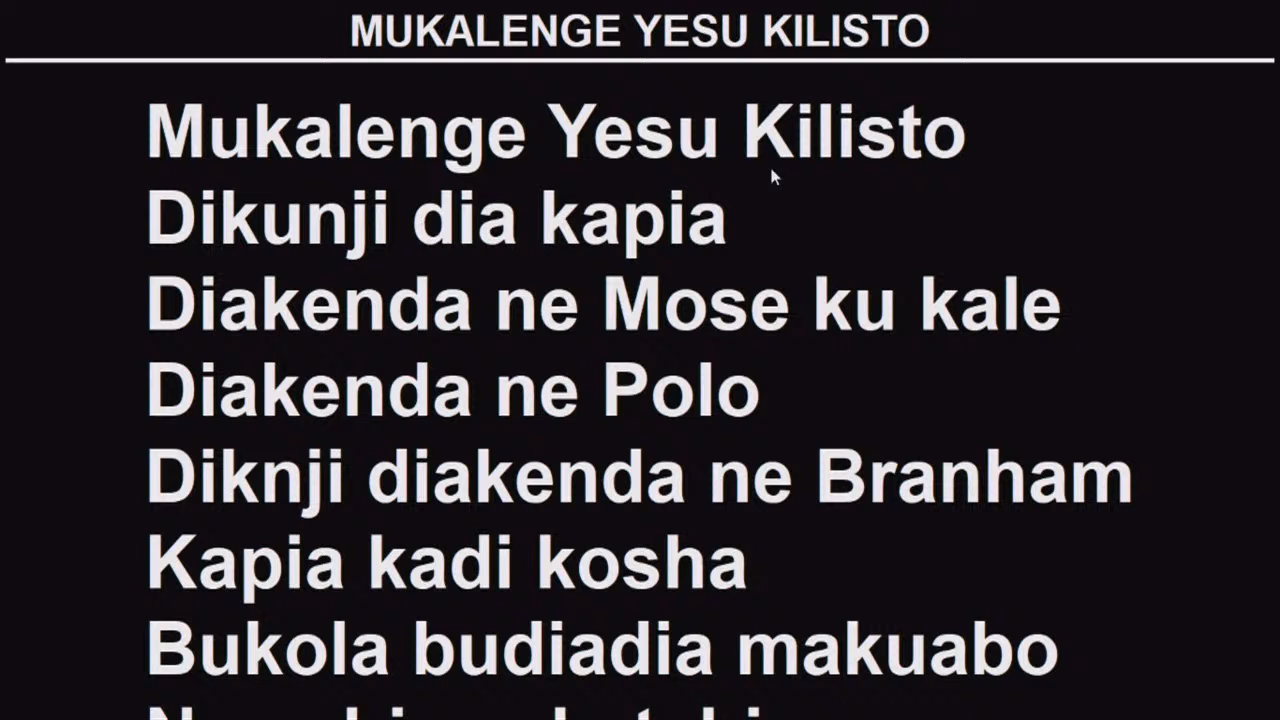 MUKALENGE YESU KILISTO
Mukalenge Yesu Kilisto
Dikunji dia kapia
Diakenda ne Mose ku kale
Diakenda ne Polo
Diknji diakenda ne Branham
Kapia kadi kosha
Bukola budiadia makuabo